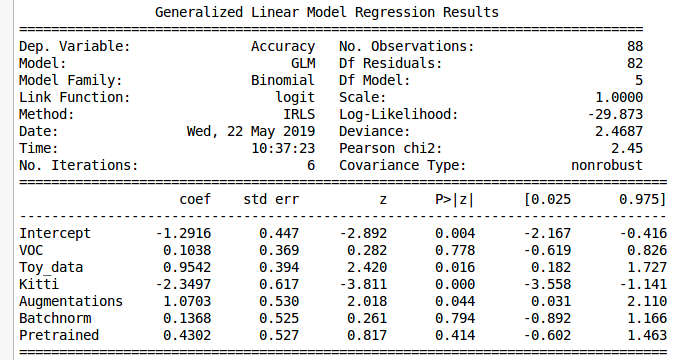 Generalized Linear Model Regression Results
==============================================================================
Dep. Variable: Accuracy No. Observations: 88
Model: GLM Df Residuals: 82
Model Family: Binomial Df Model: 5
Link Function: logit Scale: 1.0000
Method: IRLS Log-Likelihood: -29.873
Date: Wed, 22 May 2019 Deviance: 2.4687
Time: 10:37:23 Pearson chi2: 2.45
No. Iterations: 6 Covariance Type: nonrobust
=================================================================================
coef std err z P>|z| [0.025 0.975]
---------------------------------------------------------------------------------
Intercept -1.2916 0.447 -2.892 0.004 -2.167 -0.416
VOC 0.1038 0.369 0.282 0.778 -0.619 0.826
Toy_data 0.9542 0.394 2.420 0.016 0.182 1.727
Kitti -2.3497 0.617 -3.811 0.000 -3.558 -1.141
Augmentations 1.0703 0.530 2.018 0.044 0.031 2.110
Batchnorm 0.1368 0.525 0.261 0.794 -0.892 1.166
Pretrained 0.4302 0.527 0.817 0.414 -0.602 1.463
=================================================================================